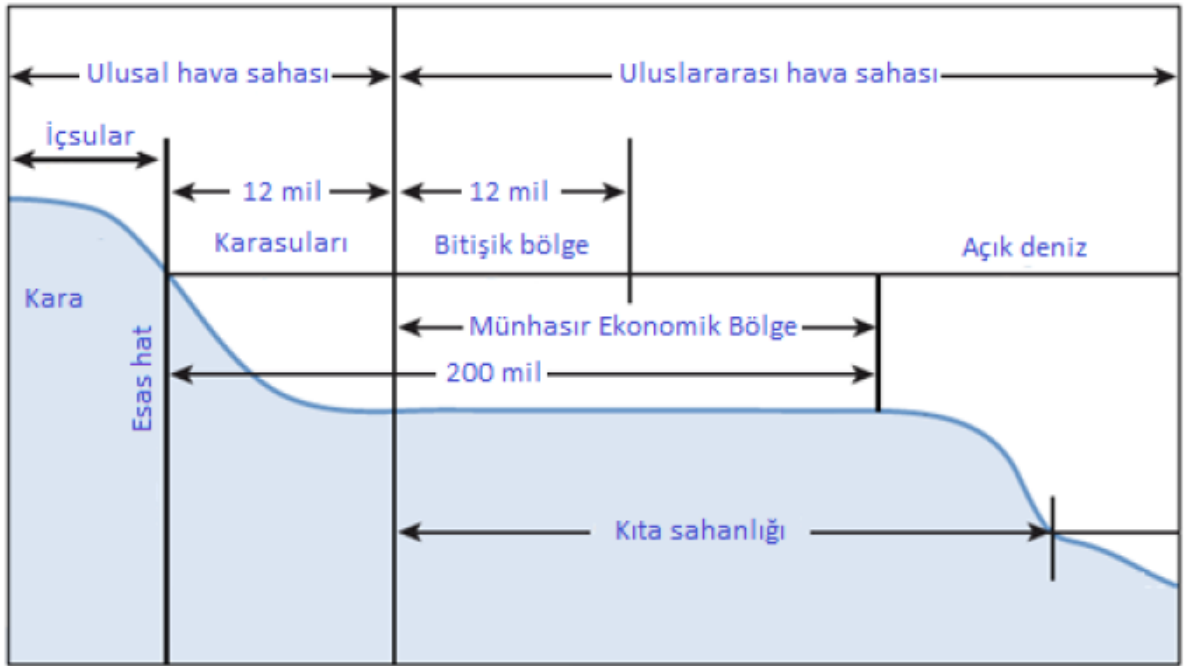 Ulusal hava sahası
Uluslararası hava sahası
İçsular
12 mil
12 mil
Karasuları
Bitişik bölge
Açık deniz
Kara
Münhasır Ekonomik Bölge
Esas hat
200 mil
Kıta sahanlığı